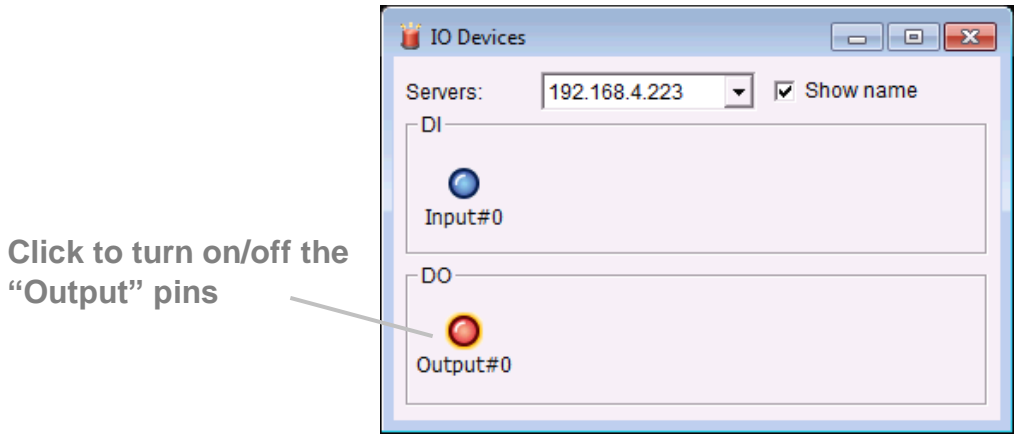 IO Devices
Servers:
192.168.4.223
Show name
DI
Input#0
Click to turn on/off the
“Output” pins
DO
Output#0